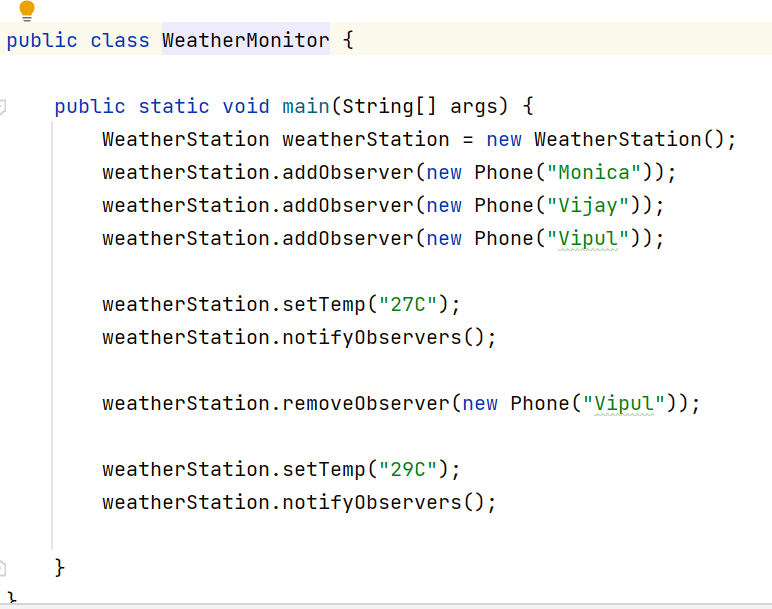 public class WeatherMonitor {
public static void main(String[] args) {
WeatherStation weatherStation = new WeatherStation();
weatherStation.addObserver(new Phone("Monica"));
weatherStation.addObserver(new Phone("Vijay"));
weatherStation.addObserver(new Phone("Vipul"));
weatherStation.setTemp("27C");
weatherStation.notifyObservers();
weatherStation.removeObserver(new Phone("Vipul"));
weatherStation.setTemp("29C");
weatherStation.notifyObservers();
}
}